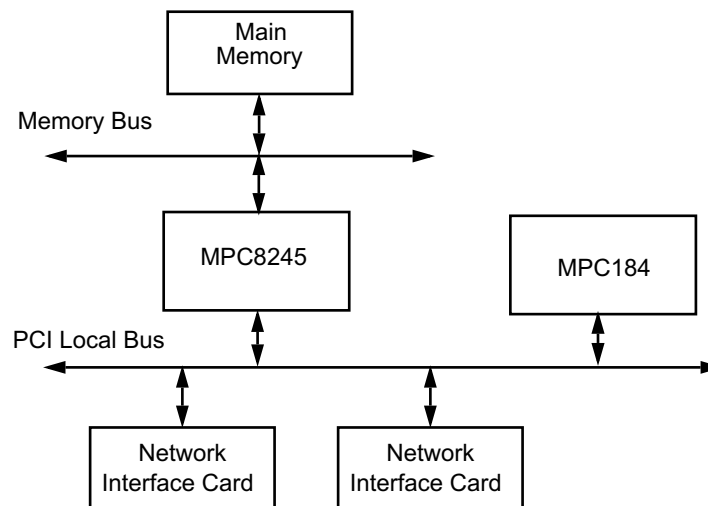 Main
Memory
Memory Bus
MPC8245
MPC184
PCI Local Bus
Network
Interface Card
Network
Interface Card